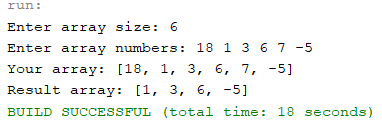 run:
Enter array size: 6
Enter array numbers: 18 1 3 6 7 -5
Your array: [18, 1, 3, 6, 7, -5]
Result array: [1, 3, 6, -5]
BUILD SUCCESSFUL (total time: 18 seconds)